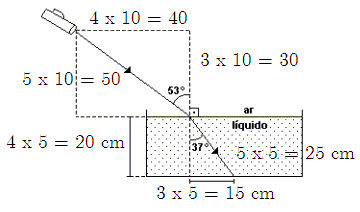 4 x 10 = 40
3 x 10 = 30
5 x 10 = 50
53°
ar
líquido
4 x 5 = 20 cm
37°
5 x 5 = 25 cm
3 x 5 = 15 cm